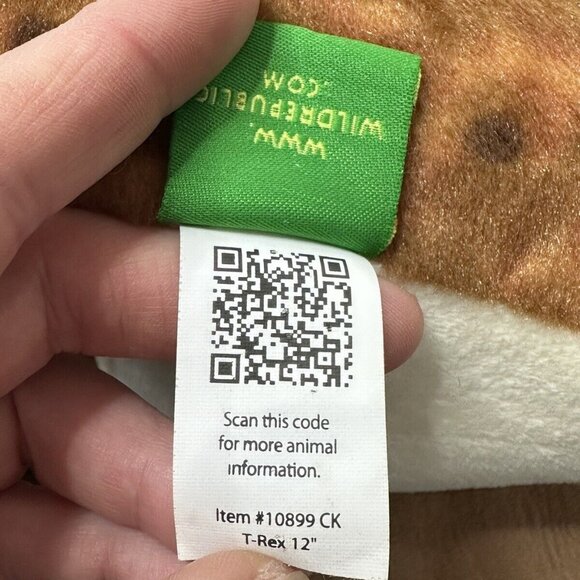 WWW.
WILDREPUBLIC
.COM
Scan this code
for more animal
information.
Item #10899 CK
T-Rex 12"